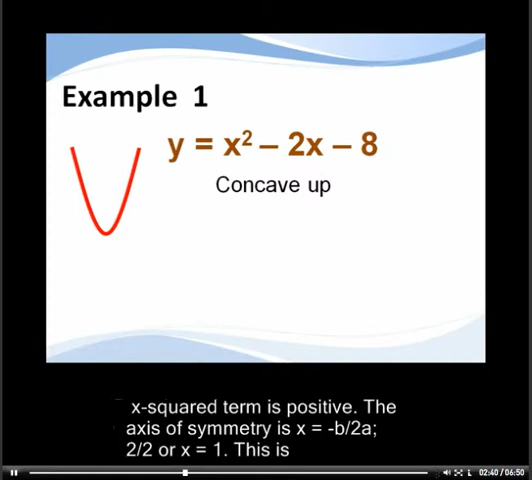 Example 1
y = x² – 2x – 8
Concave up
x-squared term is positive. The
axis of symmetry is x = -b/2a;
2/2 or x = 1. This is
L 02:40 / 06:50